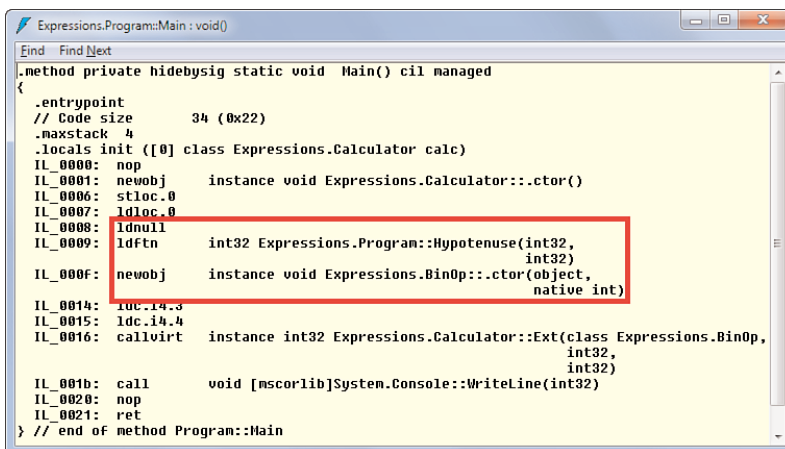 Expressions.Program::Main : void()
Find Find Next
.method private hidebysig static void  Main() cil managed
{
  .entrypoint
  // Code size       34 (0x22)
  .maxstack  4
  .locals init ([0] class Expressions.Calculator calc)
  IL_0000:  nop
  IL_0001:  newobj     instance void Expressions.Calculator::.ctor()
  IL_0006:  stloc.0
  IL_0007:  ldloc.0
  IL_0008:  ldnull
  IL_0009:  ldftn      int32 Expressions.Program::Hypotenuse(int32,
                                                             int32)
  IL_000f:  newobj     instance void Expressions.BinOp::.ctor(object,
                                                              native int)
  IL_0014:  ldc.i4.3
  IL_0015:  ldc.i4.4
  IL_0016:  callvirt   instance int32 Expressions.Calculator::Ext(class Expressions.BinOp,
                                                                  int32,
                                                                  int32)
  IL_001b:  call       void [mscorlib]System.Console::WriteLine(int32)
  IL_0020:  nop
  IL_0021:  ret
} // end of method Program::Main